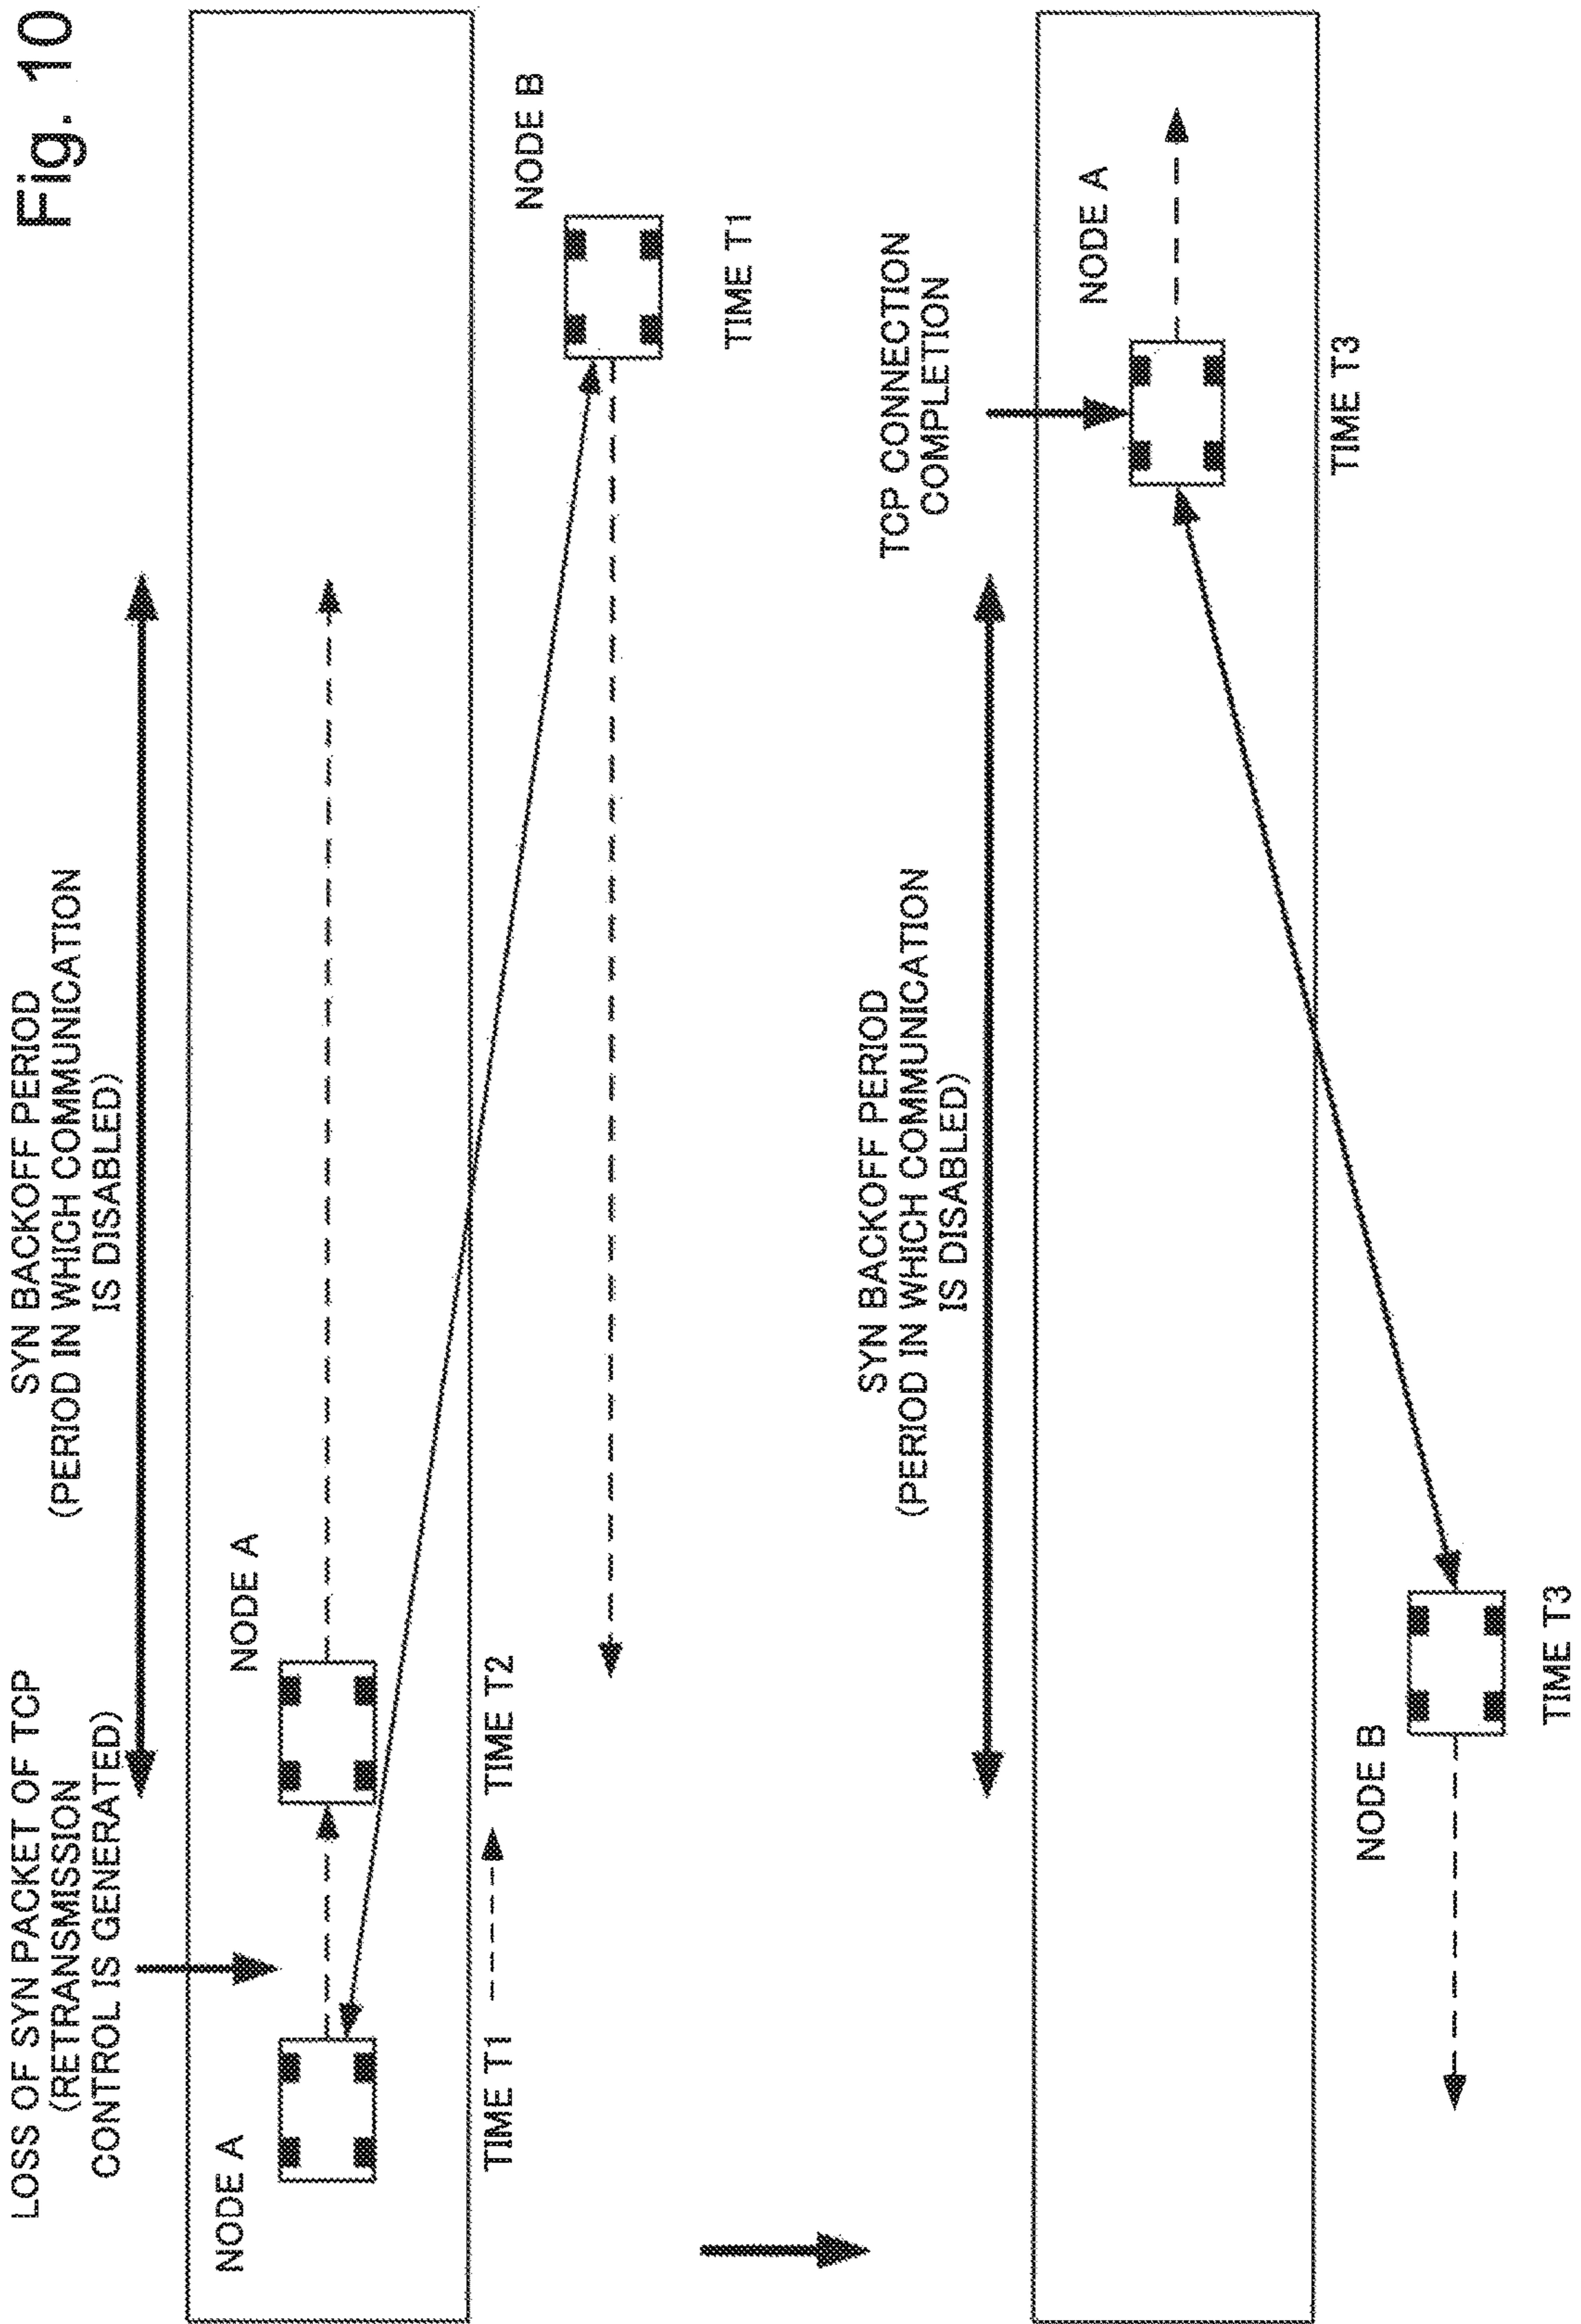 Fig. 10
LOSS OF SYN PACKET OF TCP
(RETRANSMISSION
CONTROL IS GENERATED)
SYN BACKOFF PERIOD
(PERIOD IN WHICH COMMUNICATION
IS DISABLED)
NODE A
NODE A
TIME T1
TIME T2
NODE B
TIME T1
SYN BACKOFF PERIOD
(PERIOD IN WHICH COMMUNICATION
IS DISABLED)
TCP CONNECTION
COMPLETION
NODE A
TIME T3
NODE B
TIME T3